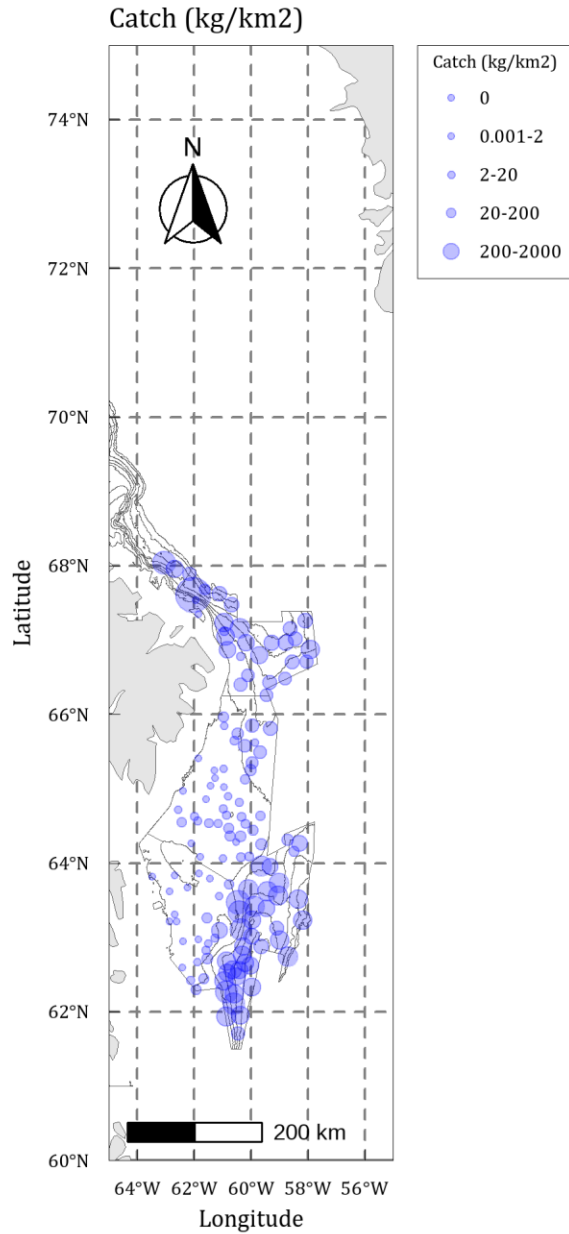 Catch (kg/km2)
Catch (kg/km2)
0
0.001-2
2-20
20-200
200-2000
N
74°N
72°N
70°N
68°N
66°N
64°N
62°N
60°N
Latitude
200 km
64°W 62°W 60°W 58°W 56°W
Longitude